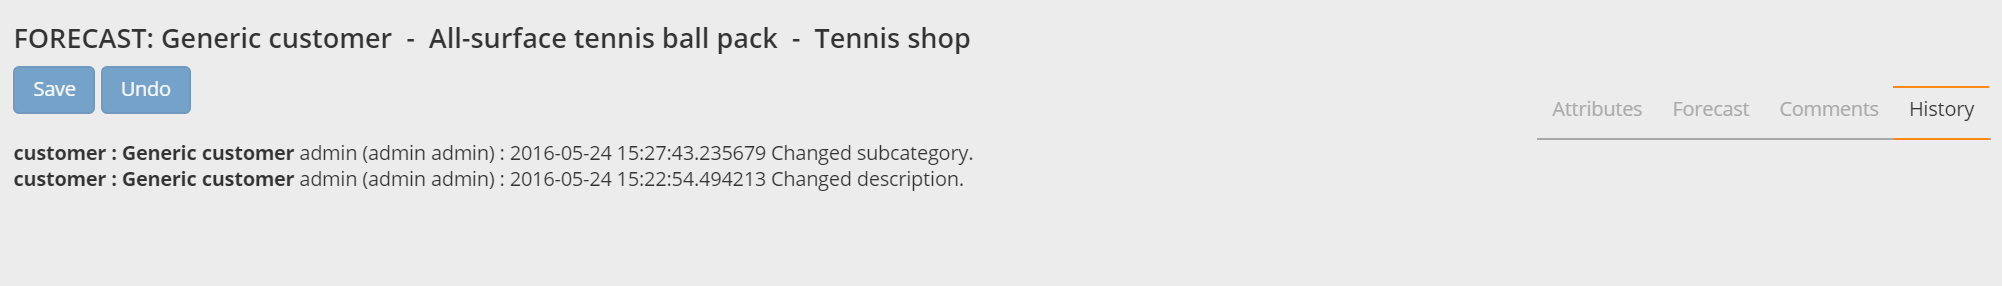 FORECAST: Generic customer - All-surface tennis ball pack - Tennis shop
Save Undo
Attributes Forecast Comments History
customer : Generic customer admin (admin admin) : 2016-05-24 15:27:43.235679 Changed subcategory.
customer : Generic customer admin (admin admin) : 2016-05-24 15:22:54.494213 Changed description.